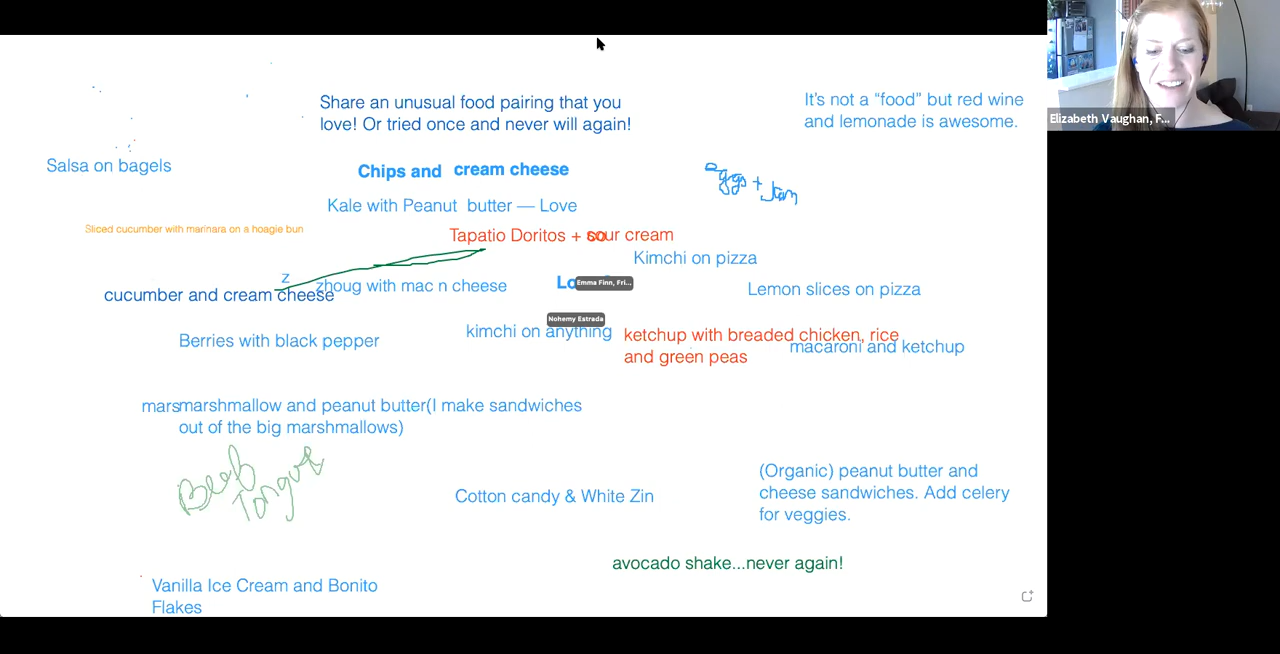 Share an unusual food pairing that you
love! Or tried once and never will again!
It's not a “food” but red wine
and lemonade is awesome.
Elizabeth Vaughan, F...
Salsa on bagels
Chips and cream cheese
eggs + Jam
Kale with Peanut butter — Love
Sliced cucumber with marinara on a hoagie bun
Tapatio Doritos + sour cream
Kimchi on pizza
z
zhoug with mac n cheese
Lo
Emma Finn, Fri...
cucumber and cream cheese
Lemon slices on pizza
Nohemy Estrada
kimchi on anything
ketchup with breaded chicken, rice
and green peas
Berries with black pepper
macaroni and ketchup
mars
marshmallow and peanut butter(I make sandwiches
out of the big marshmallows)
Tongue
Cotton candy & White Zin
(Organic) peanut butter and
cheese sandwiches. Add celery
for veggies.
avocado shake...never again!
Vanilla Ice Cream and Bonito
Flakes